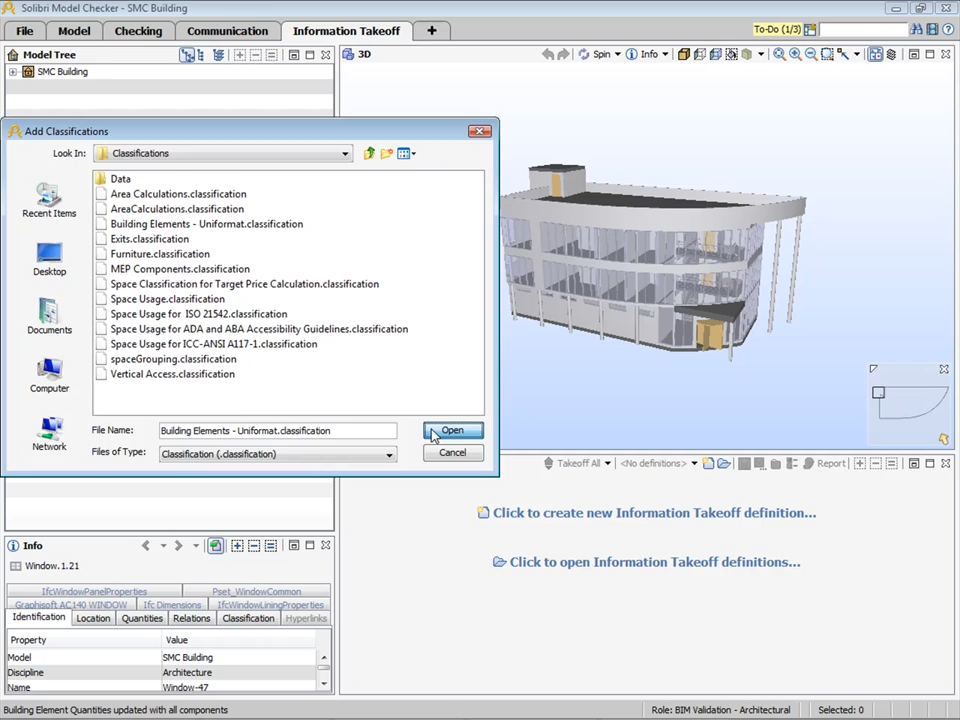 Solibri Model Checker - SMC Building
File
Model
Checking
Communication
Information Takeoff
+
To-Do (1/3)
Model Tree
3D
Spin
Info
SMC Building
Add Classifications
Look In:
Classifications
Recent Items
Desktop
Documents
Computer
Network
Data
Area Calculations.classification
AreaCalculations.classification
Building Elements - Uniformat.classification
Exits.classification
Furniture.classification
MEP Components.classification
Space Classification for Target Price Calculation.classification
Space Usage.classification
Space Usage for ISO 21542.classification
Space Usage for ADA and ABA Accessibility Guidelines.classification
Space Usage for ICC-ANSI A117-1.classification
spaceGrouping.classification
Vertical Access.classification
File Name:
Building Elements - Uniformat.classification
Open
Files of Type:
Classification (.classification)
Cancel
Takeoff All
<No definitions>
Report
Click to create new Information Takeoff definition...
Click to open Information Takeoff definitions...
Info
Window.1.21
IfcWindowPanelProperties
Pset_WindowCommon
Graphisoft AC140 WINDOW
Ifc Dimensions
IfcWindowLiningProperties
Identification
Location
Quantities
Relations
Classification
Hyperlinks
Property
Value
Model
SMC Building
Discipline
Architecture
Name
Window-47
Building Element Quantities updated with all components
Role: BIM Validation - Architectural
Selected: 0